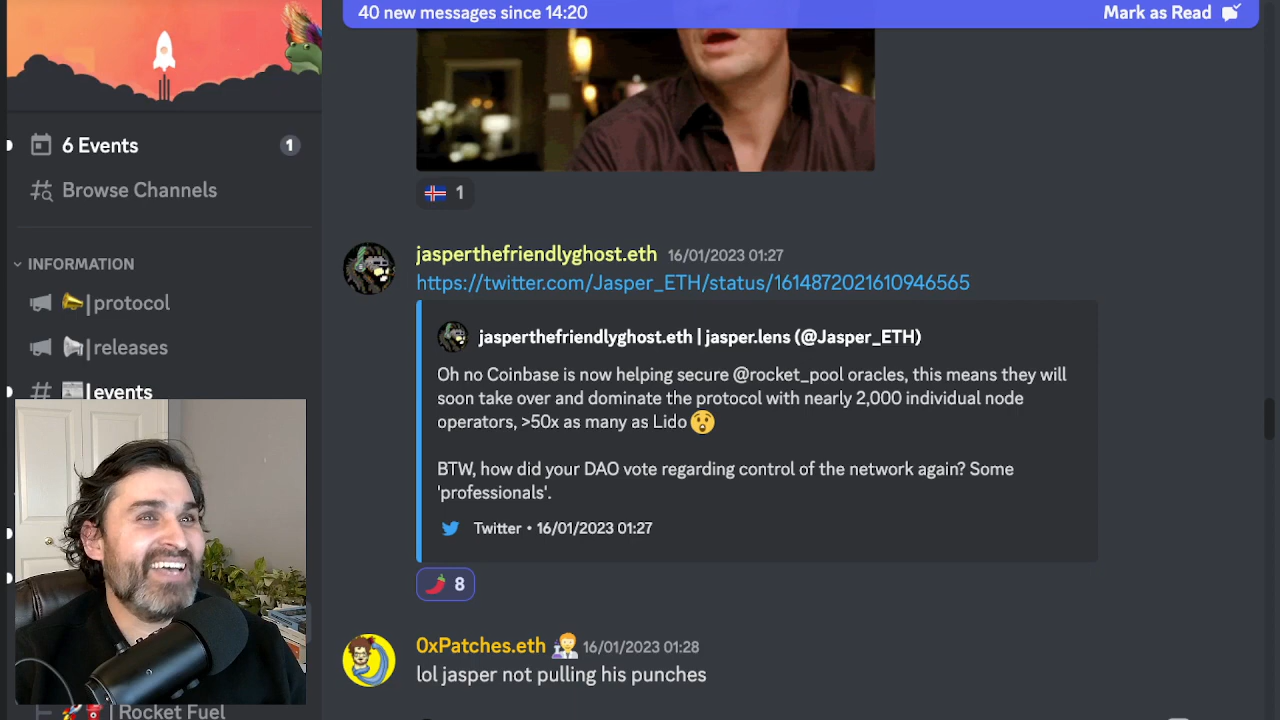 40 new messages since 14:20
Mark as Read
6 Events
1
Browse Channels
INFORMATION
protocol
releases
events
Rocket Fuel
1
jasperthefriendlyghost.eth 16/01/2023 01:27
https://twitter.com/Jasper_ETH/status/1614872021610946565
jasperthefriendlyghost.eth | jasper.lens (@Jasper_ETH)
Oh no Coinbase is now helping secure @rocket_pool oracles, this means they will
soon take over and dominate the protocol with nearly 2,000 individual node
operators, >50x as many as Lido😲
BTW, how did your DAO vote regarding control of the network again? Some
'professionals'.
Twitter • 16/01/2023 01:27
8
0xPatches.eth 16/01/2023 01:28
lol jasper not pulling his punches